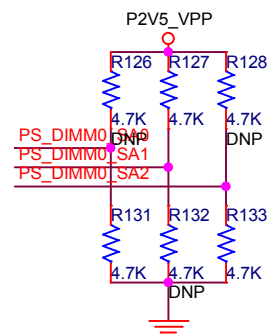 P2V5_VPP
R126 R127 R128
4.7K 4.7K 4.7K
PS_DIMM0_SA0 DNP DNP
PS_DIMM0_SA1
PS_DIMM0_SA2
R131 R132 R133
4.7K 4.7K 4.7K
DNP